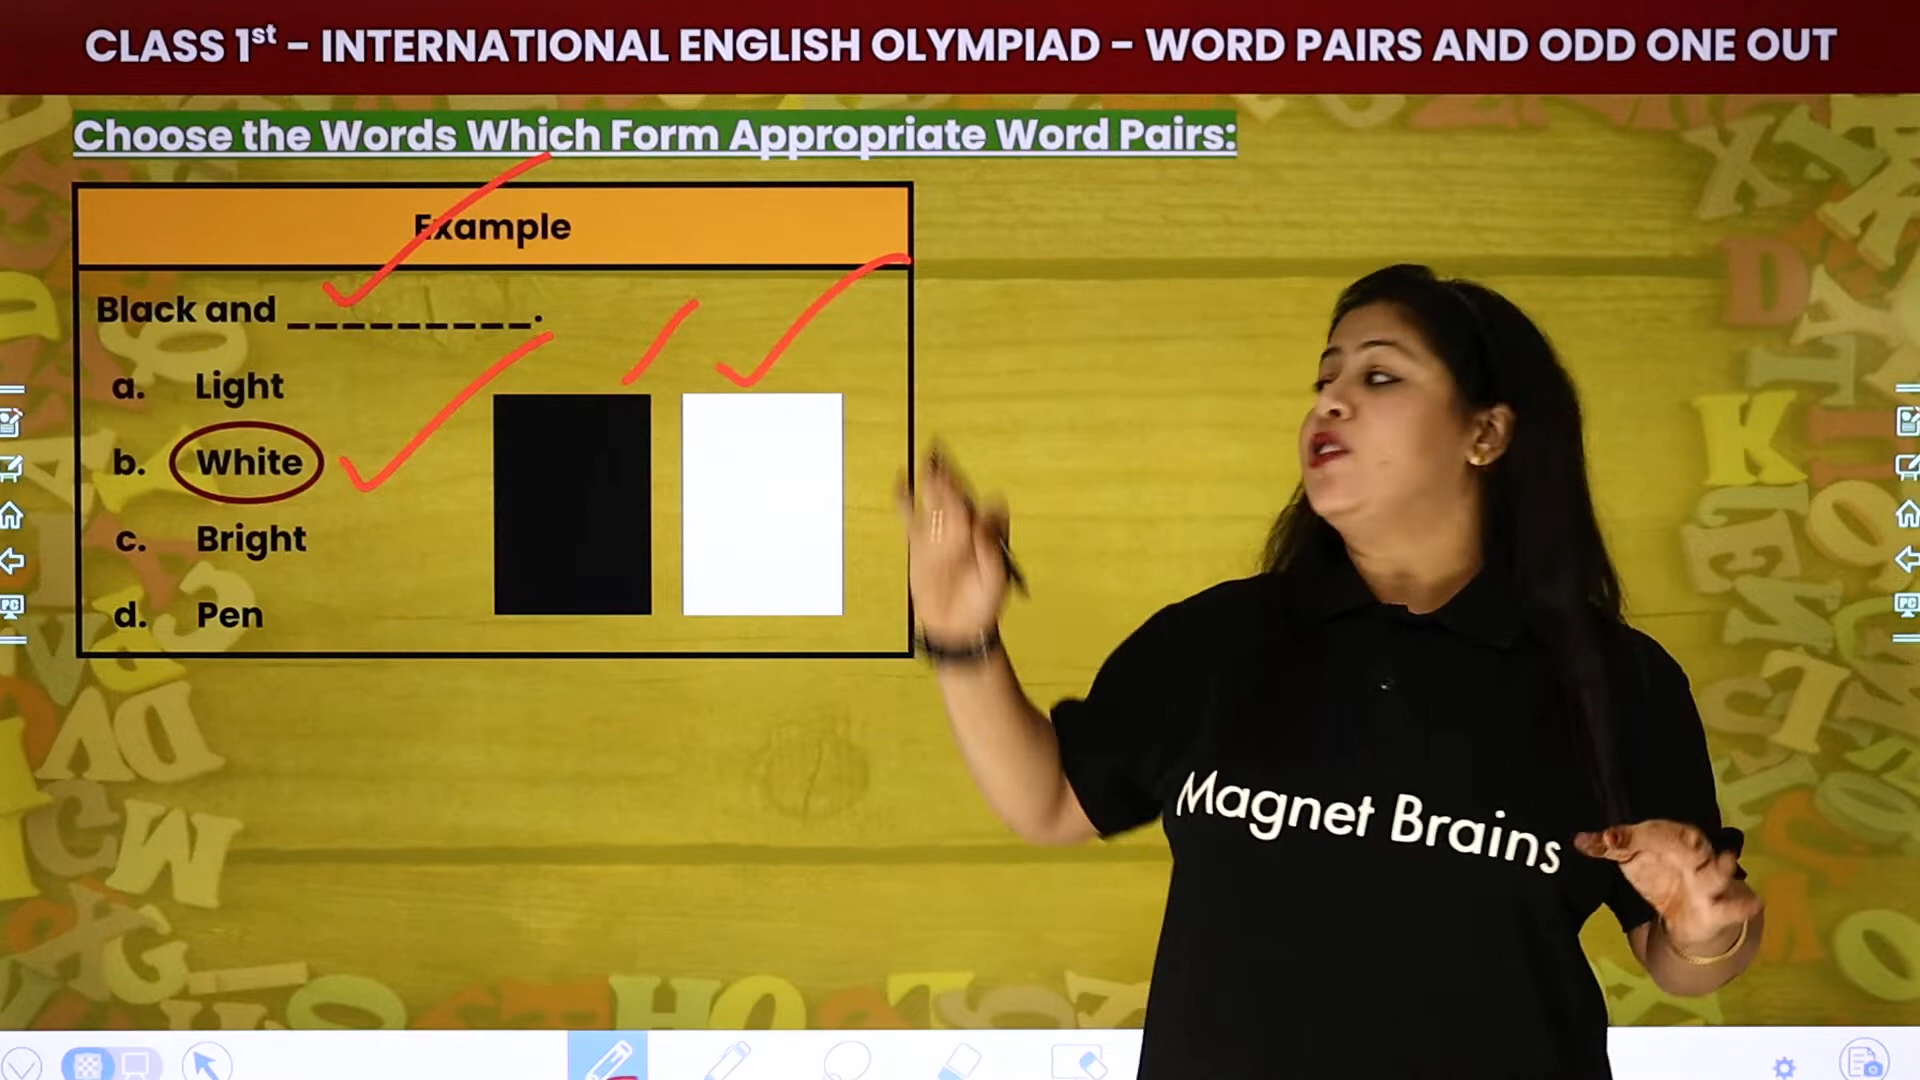 CLASS 1st - INTERNATIONAL ENGLISH OLYMPIAD - WORD PAIRS AND ODD ONE OUT
Choose the Words Which Form Appropriate Word Pairs:
Example
Black and _________.
a. Light
b. White
c. Bright
d. Pen
Magnet Brains